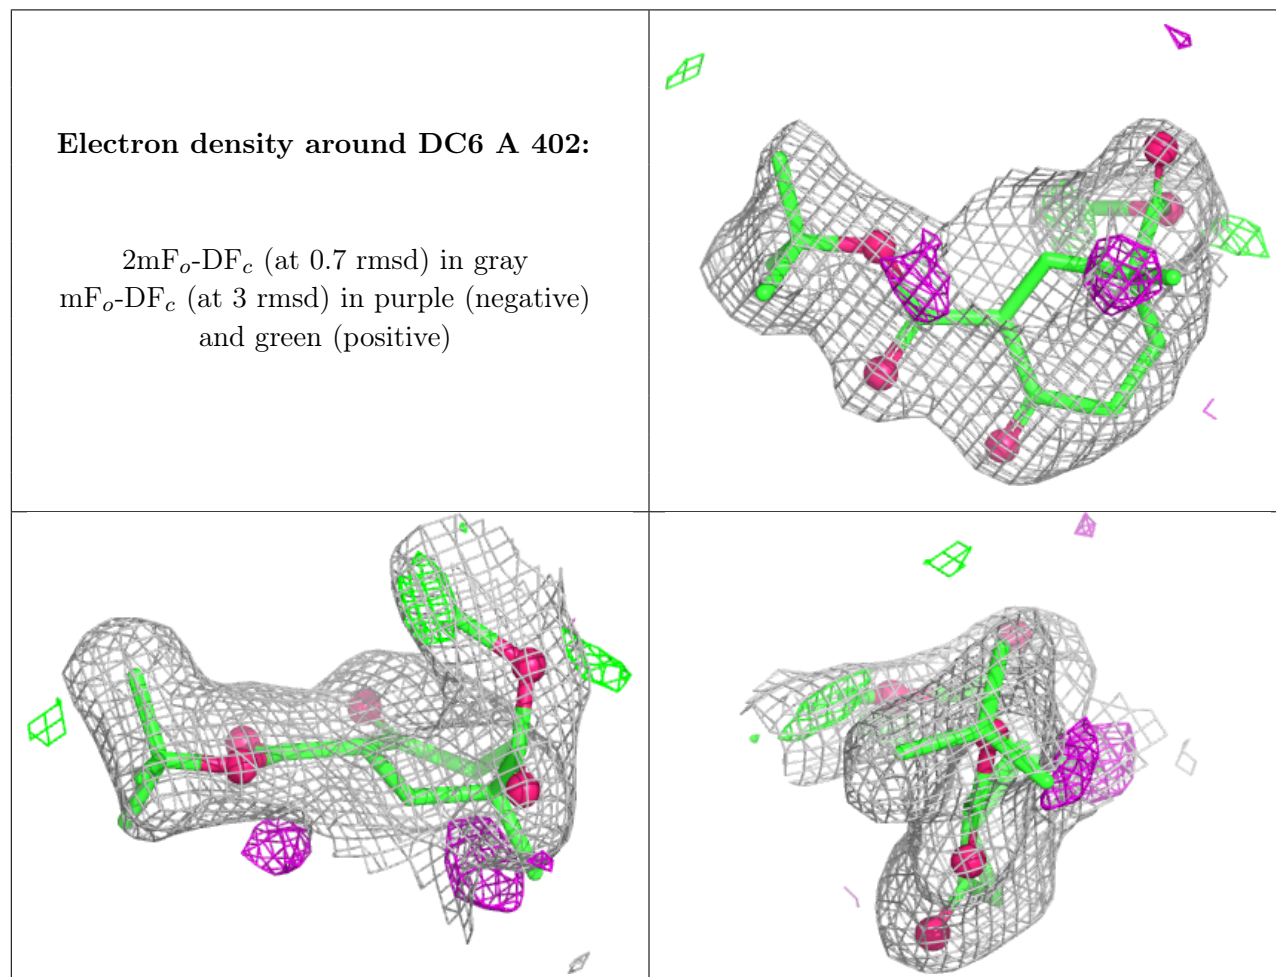 Electron density around DC6 A 402:
2mFo-DFc (at 0.7 rmsd) in gray
mFo-DFc (at 3 rmsd) in purple (negative)
and green (positive)